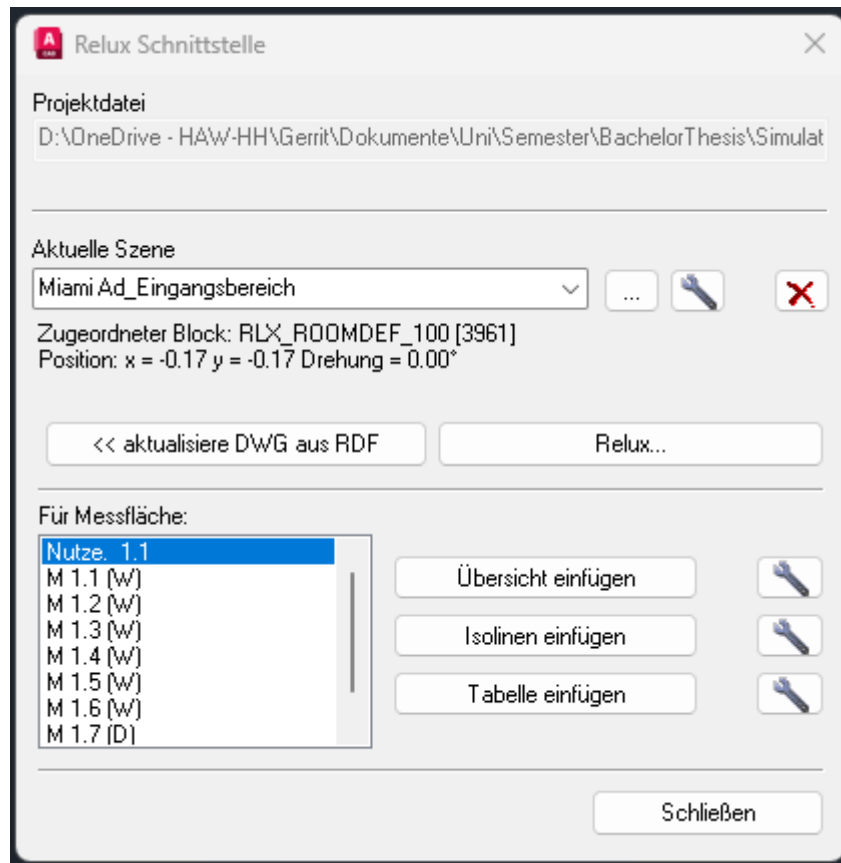 A
CAD
Relux Schnittstelle
Projektdatei
D:\OneDrive - HAW-HH\Gerrit\Dokumente\Uni\Semester\BachelorThesis\Simulat
Aktuelle Szene
Miami Ad_Eingangsbereich
...
Zugeordneter Block: RLX_ROOMDEF_100 [3961]
Position: x = -0.17 y = -0.17 Drehung = 0.00°
<< aktualisiere DWG aus RDF
Relux...
Für Messfläche:
Nutze. 1.1
M 1.1 (W)
M 1.2 (W)
M 1.3 (W)
M 1.4 (W)
M 1.5 (W)
M 1.6 (W)
M 1.7 (D)
Übersicht einfügen
Isolinen einfügen
Tabelle einfügen
Schließen